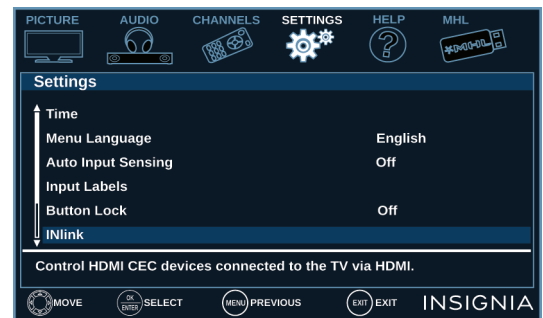 PICTURE AUDIO CHANNELS SETTINGS HELP MHL
MHL
Settings
Time
Menu Language English
Auto Input Sensing Off
Input Labels
Button Lock Off
INlink
Control HDMI CEC devices connected to the TV via HDMI.
MOVE OK ENTER SELECT MENU PREVIOUS EXIT EXIT INSIGNIA